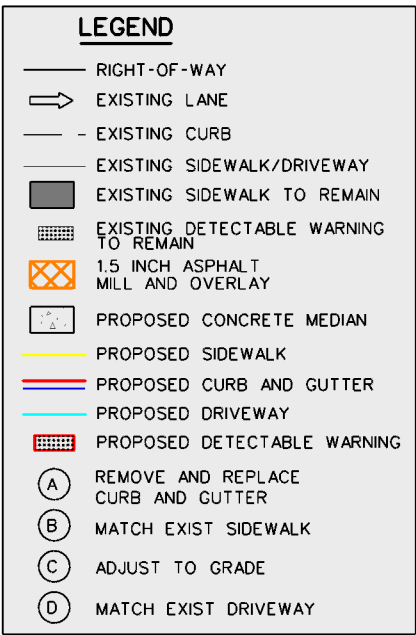 LEGEND
RIGHT-OF-WAY
EXISTING LANE
EXISTING CURB
EXISTING SIDEWALK/DRIVEWAY
EXISTING SIDEWALK TO REMAIN
EXISTING DETECTABLE WARNING
TO REMAIN
1.5 INCH ASPHALT
MILL AND OVERLAY
PROPOSED CONCRETE MEDIAN
PROPOSED SIDEWALK
PROPOSED CURB AND GUTTER
PROPOSED DRIVEWAY
PROPOSED DETECTABLE WARNING
A REMOVE AND REPLACE
CURB AND GUTTER
B MATCH EXIST SIDEWALK
C ADJUST TO GRADE
D MATCH EXIST DRIVEWAY